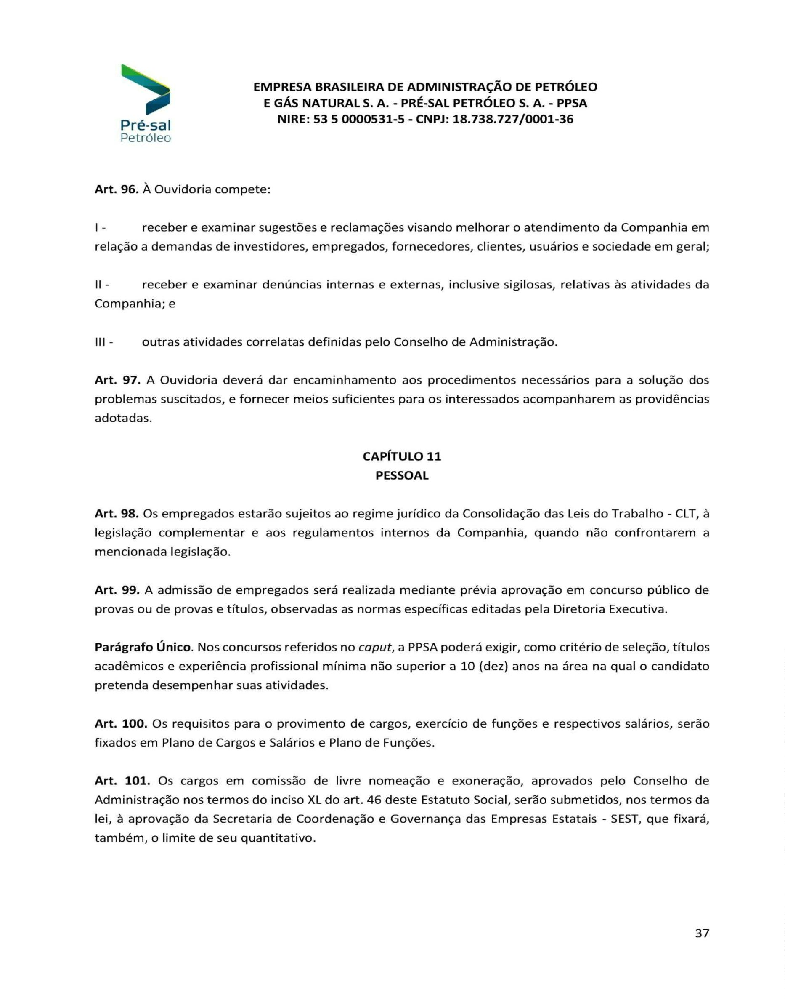 Pré-sal
Petróleo
EMPRESA BRASILEIRA DE ADMINISTRAÇÃO DE PETRÓLEO
E GÁS NATURAL S. A. - PRÉ-SAL PETRÓLEO S. A. - PPSA
NIRE: 53 5 0000531-5 - CNPJ: 18.738.727/0001-36
Art. 96. À Ouvidoria compete:
I - receber e examinar sugestões e reclamações visando melhorar o atendimento da Companhia em
relação a demandas de investidores, empregados, fornecedores, clientes, usuários e sociedade em geral;
II - receber e examinar denúncias internas e externas, inclusive sigilosas, relativas às atividades da
Companhia; e
III - outras atividades correlatas definidas pelo Conselho de Administração.
Art. 97. A Ouvidoria deverá dar encaminhamento aos procedimentos necessários para a solução dos
problemas suscitados, e fornecer meios suficientes para os interessados acompanharem as providências
adotadas.
CAPÍTULO 11
PESSOAL
Art. 98. Os empregados estarão sujeitos ao regime jurídico da Consolidação das Leis do Trabalho - CLT, à
legislação complementar e aos regulamentos internos da Companhia, quando não confrontarem a
mencionada legislação.
Art. 99. A admissão de empregados será realizada mediante prévia aprovação em concurso público de
provas ou de provas e títulos, observadas as normas específicas editadas pela Diretoria Executiva.
Parágrafo Único. Nos concursos referidos no caput, a PPSA poderá exigir, como critério de seleção, títulos
acadêmicos e experiência profissional mínima não superior a 10 (dez) anos na área na qual o candidato
pretenda desempenhar suas atividades.
Art. 100. Os requisitos para o provimento de cargos, exercício de funções e respectivos salários, serão
fixados em Plano de Cargos e Salários e Plano de Funções.
Art. 101. Os cargos em comissão de livre nomeação e exoneração, aprovados pelo Conselho de
Administração nos termos do inciso XL do art. 46 deste Estatuto Social, serão submetidos, nos termos da
lei, à aprovação da Secretaria de Coordenação e Governança das Empresas Estatais - SEST, que fixará,
também, o limite de seu quantitativo.
37